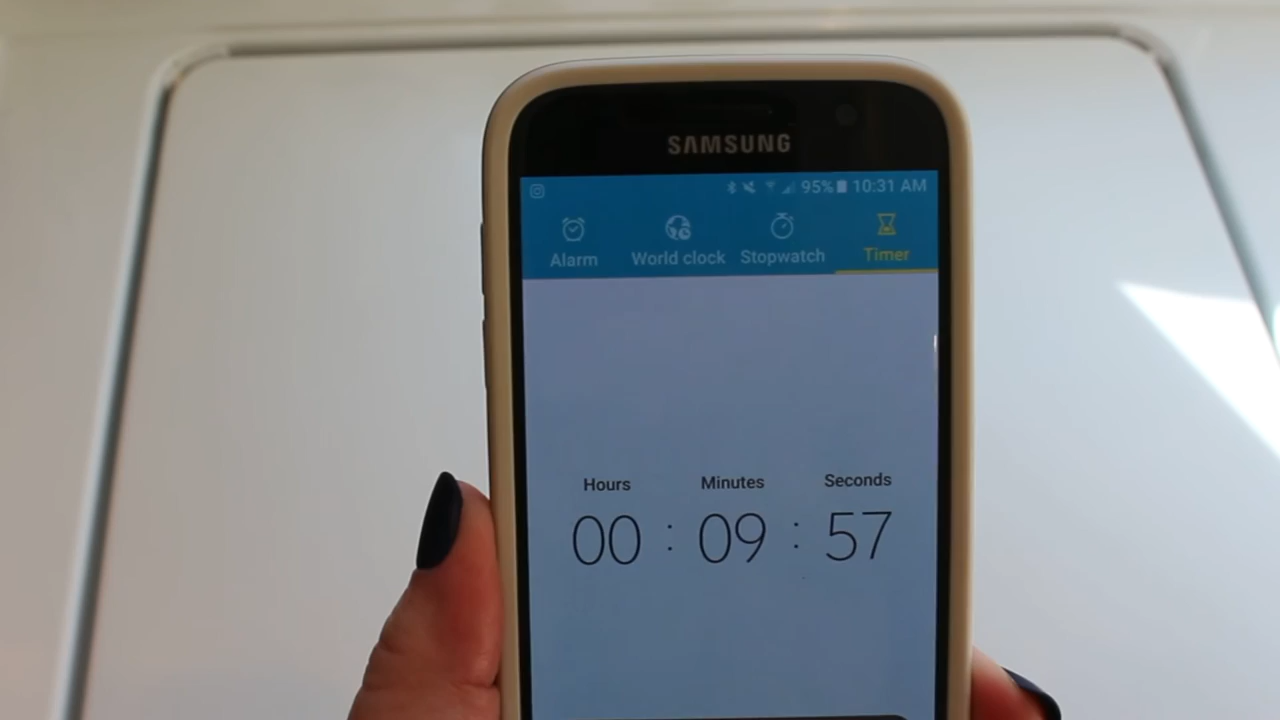 SAMSUNG
95% 10:31 AM
Alarm World clock Stopwatch Timer
Hours Minutes Seconds
00 : 09 : 57